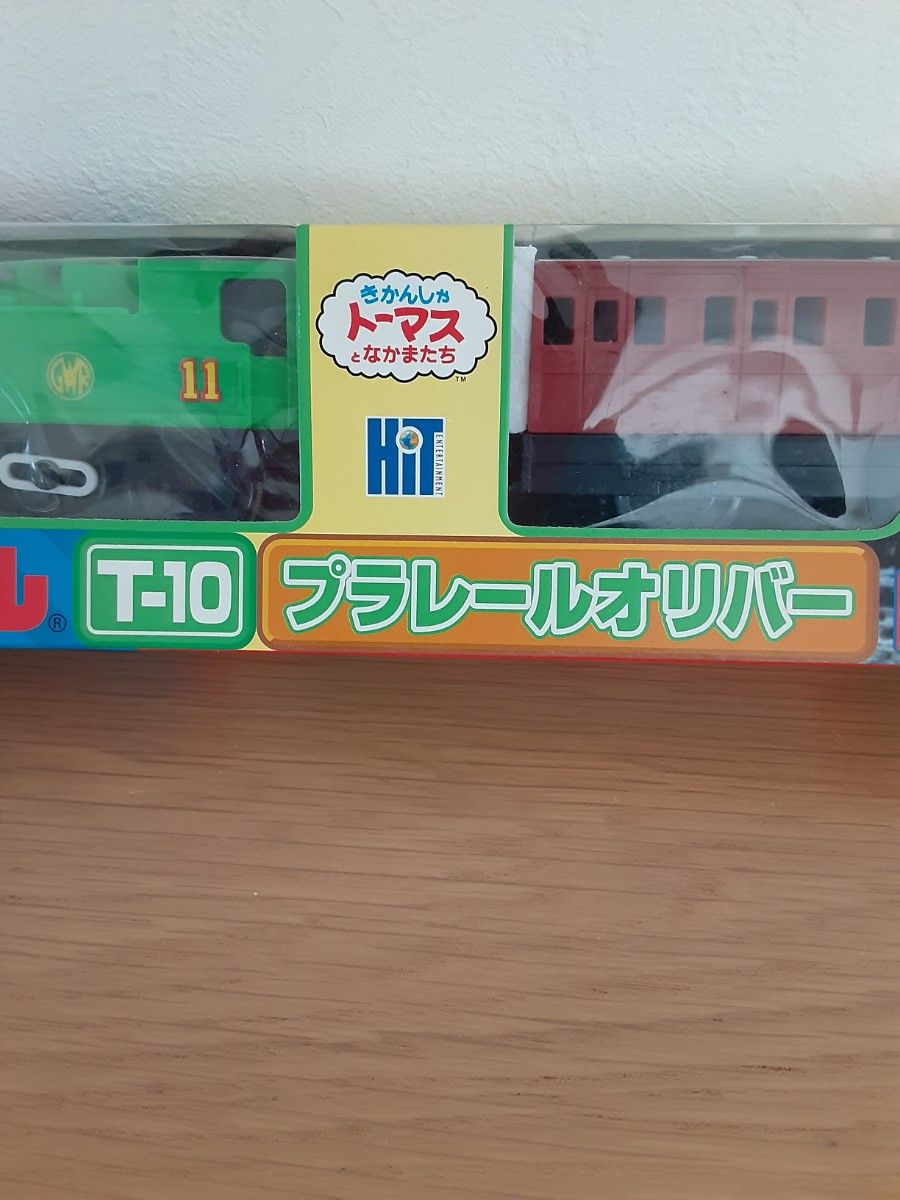 きかんしゃ
トーマス
となかまたち
TM
GWR
11
HiT
ENTERTAINMENT
ル®
T-10
プラレールオリバー